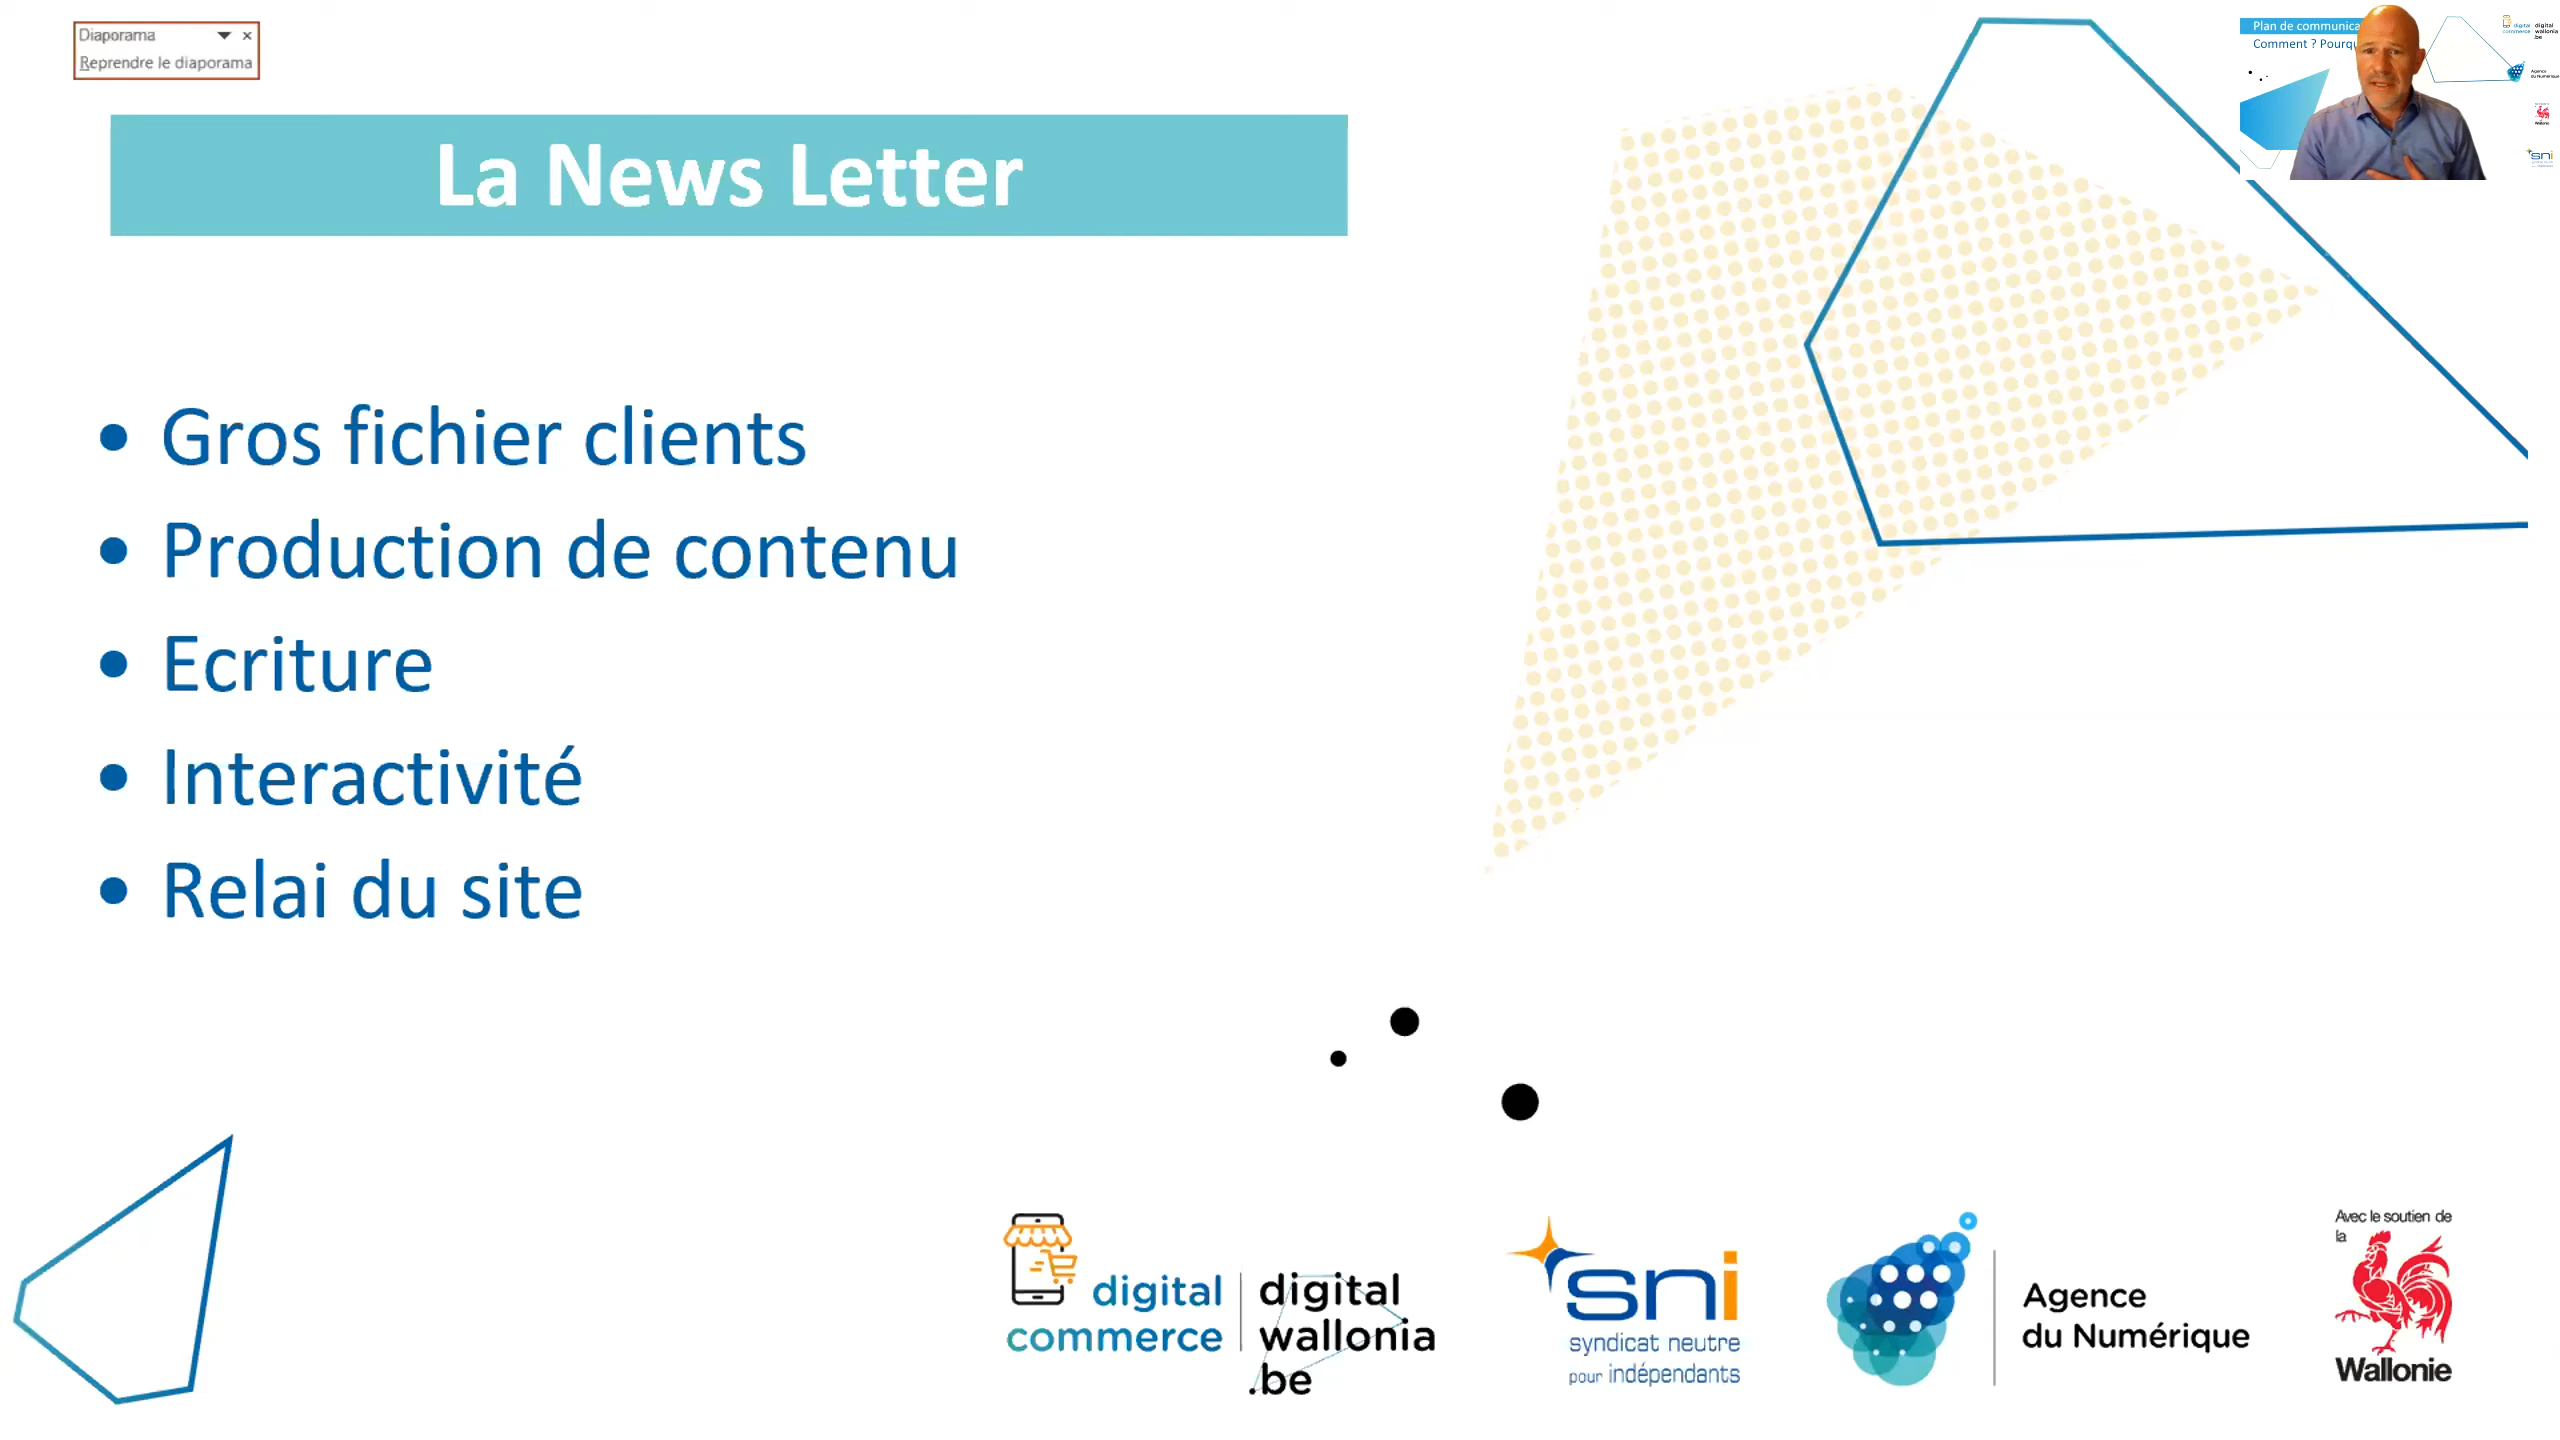 Diaporama
Reprendre le diaporama
Plan de communica
Comment ? Pourqu
La News Letter
• Gros fichier clients
• Production de contenu
• Ecriture
• Interactivité
• Relai du site
digital
commerce
digital
wallonia
.be
sni
syndicat neutre
pour indépendants
Agence
du Numérique
Avec le soutien de
la
Wallonie